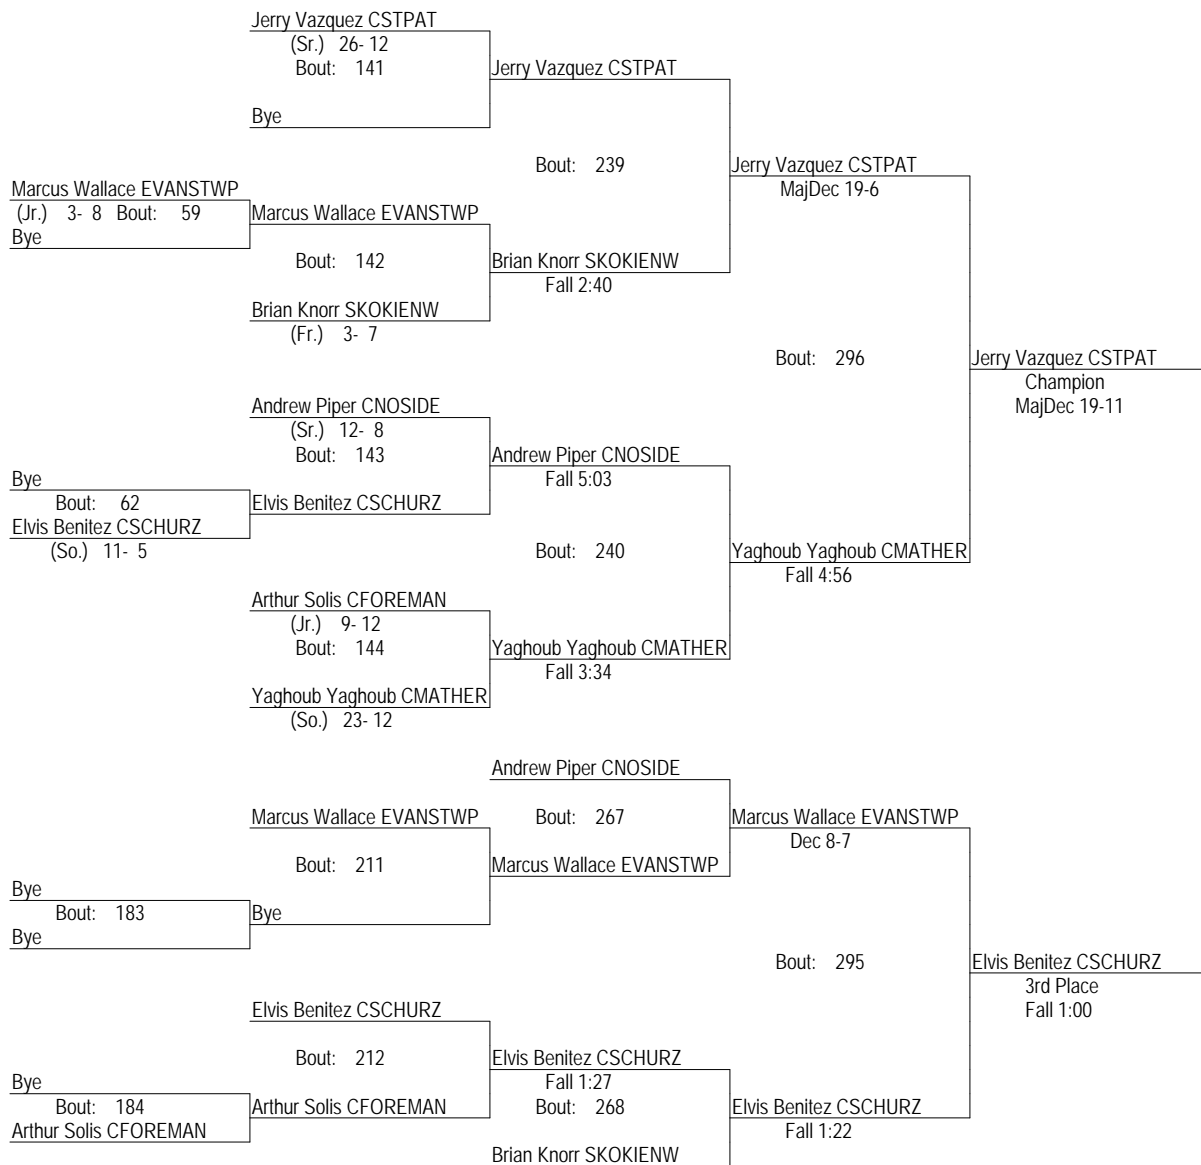 Jerry Vazquez CSTPAT
(Sr.) 26- 12
Bout: 141
Jerry Vazquez CSTPAT
Bye
Bout: 239
Jerry Vazquez CSTPAT
MajDec 19-6
Marcus Wallace EVANSTWP
(Jr.) 3- 8 Bout: 59
Marcus Wallace EVANSTWP
Bye
Bout: 142
Brian Knorr SKOKIENW
Fall 2:40
Brian Knorr SKOKIENW
(Fr.) 3- 7
Bout: 296
Jerry Vazquez CSTPAT
Champion
MajDec 19-11
Andrew Piper CNOSIDE
(Sr.) 12- 8
Bout: 143
Andrew Piper CNOSIDE
Fall 5:03
Bye
Bout: 62
Elvis Benitez CSCHURZ
Elvis Benitez CSCHURZ
(So.) 11- 5
Bout: 240
Yaghoub Yaghoub CMATHER
Fall 4:56
Arthur Solis CFOREMAN
(Jr.) 9- 12
Bout: 144
Yaghoub Yaghoub CMATHER
Fall 3:34
Yaghoub Yaghoub CMATHER
(So.) 23- 12
Andrew Piper CNOSIDE
Marcus Wallace EVANSTWP
Bout: 267
Marcus Wallace EVANSTWP
Dec 8-7
Bout: 211
Marcus Wallace EVANSTWP
Bye
Bout: 183
Bye
Bye
Bout: 295
Elvis Benitez CSCHURZ
3rd Place
Fall 1:00
Elvis Benitez CSCHURZ
Bout: 212
Elvis Benitez CSCHURZ
Fall 1:27
Bye
Bout: 184
Arthur Solis CFOREMAN
Bout: 268
Elvis Benitez CSCHURZ
Fall 1:22
Arthur Solis CFOREMAN
Brian Knorr SKOKIENW